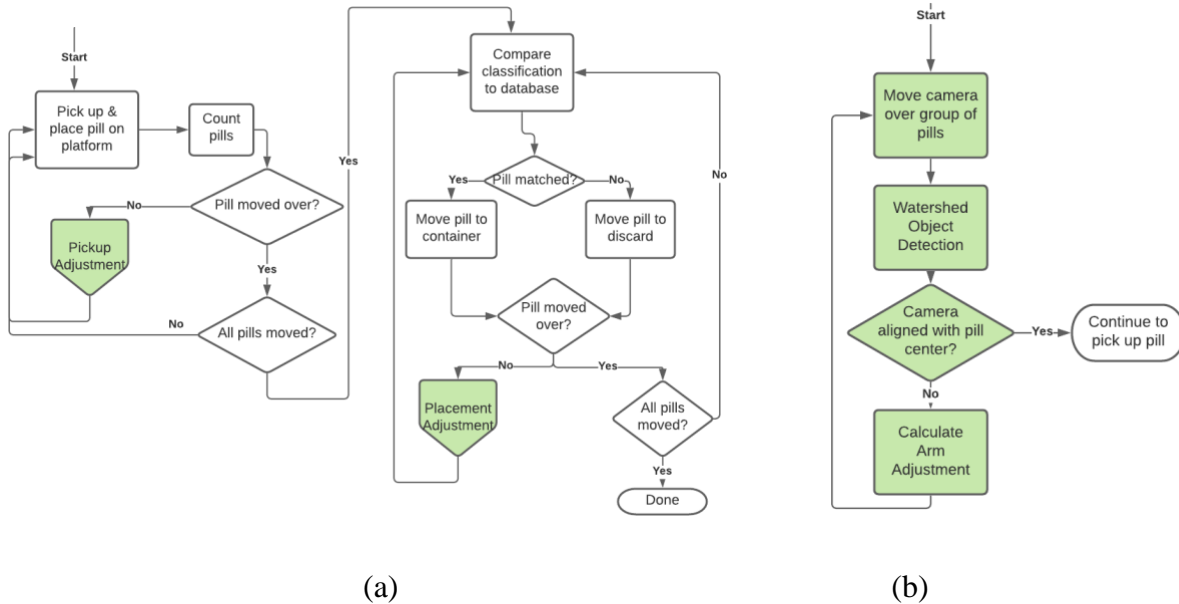 Start
Pick up &
place pill on
platform
Count
pills
Pill moved over?
No
Pickup
Adjustment
Yes
All pills moved?
No
Yes
Compare
classification
to database
Pill matched?
Yes
No
Move pill to
container
Move pill to
discard
Pill moved
over?
No
Yes
Placement
Adjustment
All pills
moved?
No
Yes
Done
(a)
Start
Move camera
over group of
pills
Watershed
Object
Detection
Camera
aligned with pill
center?
Yes
Continue to
pick up pill
No
Calculate
Arm
Adjustment
(b)